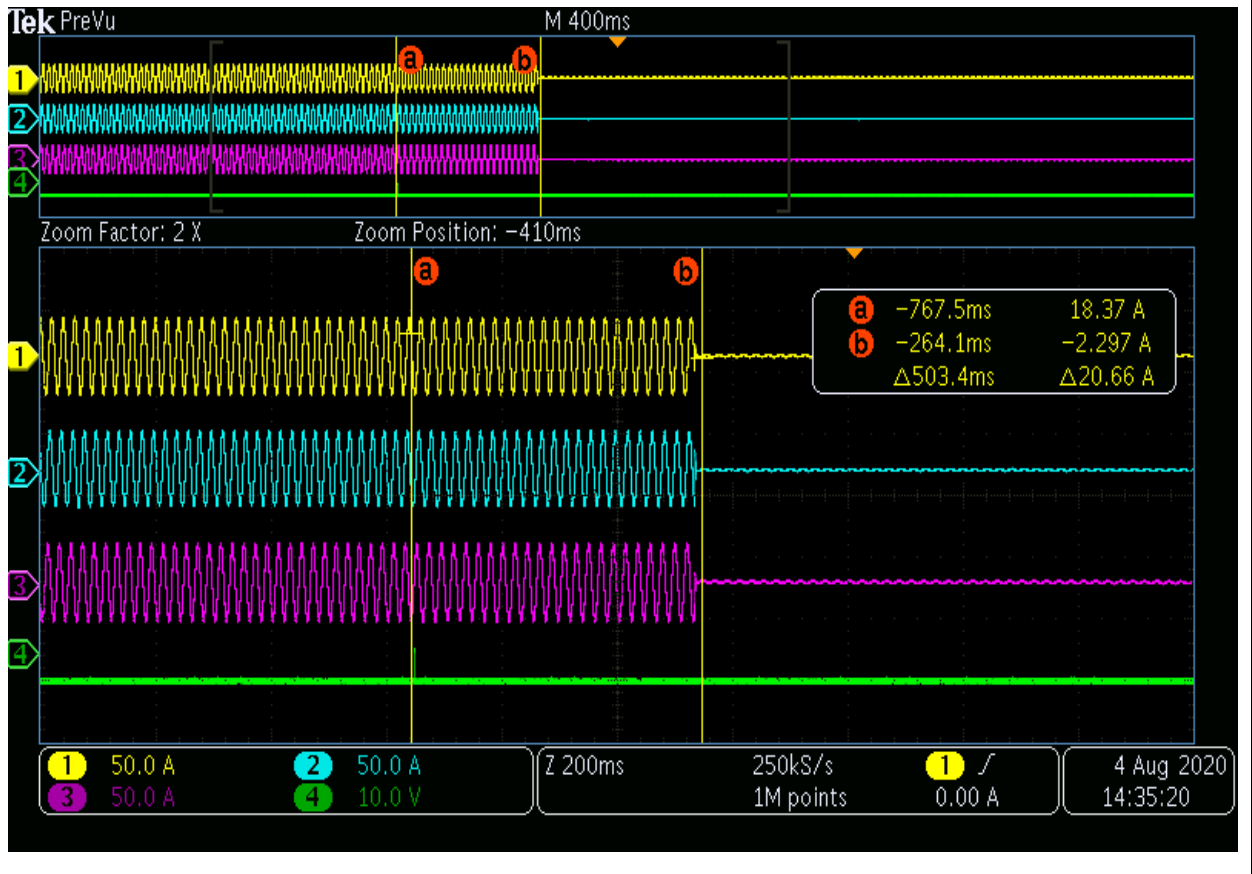 Tek PreVu M 400ms
a b
1
2
3
4
Zoom Factor: 2 X Zoom Position: −410ms
a b
a −767.5ms 18.37 A
1
b −264.1ms −2.297 A
△503.4ms △20.66 A
2
3
4
1 50.0 A 2 50.0 A Z 200ms 250kS/s 1 4 Aug 2020
3 50.0 A 4 10.0 V 1M points 0.00 A 14:35:20